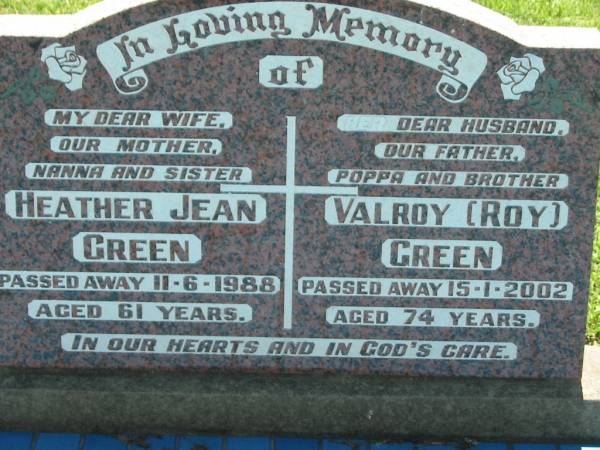 In Loving Memory
of
MY DEAR WIFE,
OUR MOTHER,
NANNA AND SISTER
HEATHER JEAN
GREEN
PASSED AWAY 11-6-1988
AGED 61 YEARS.
HER DEAR HUSBAND,
OUR FATHER,
POPPA AND BROTHER
VALROY (ROY)
GREEN
PASSED AWAY 15-1-2002
AGED 74 YEARS.
IN OUR HEARTS AND IN GOD'S CARE.